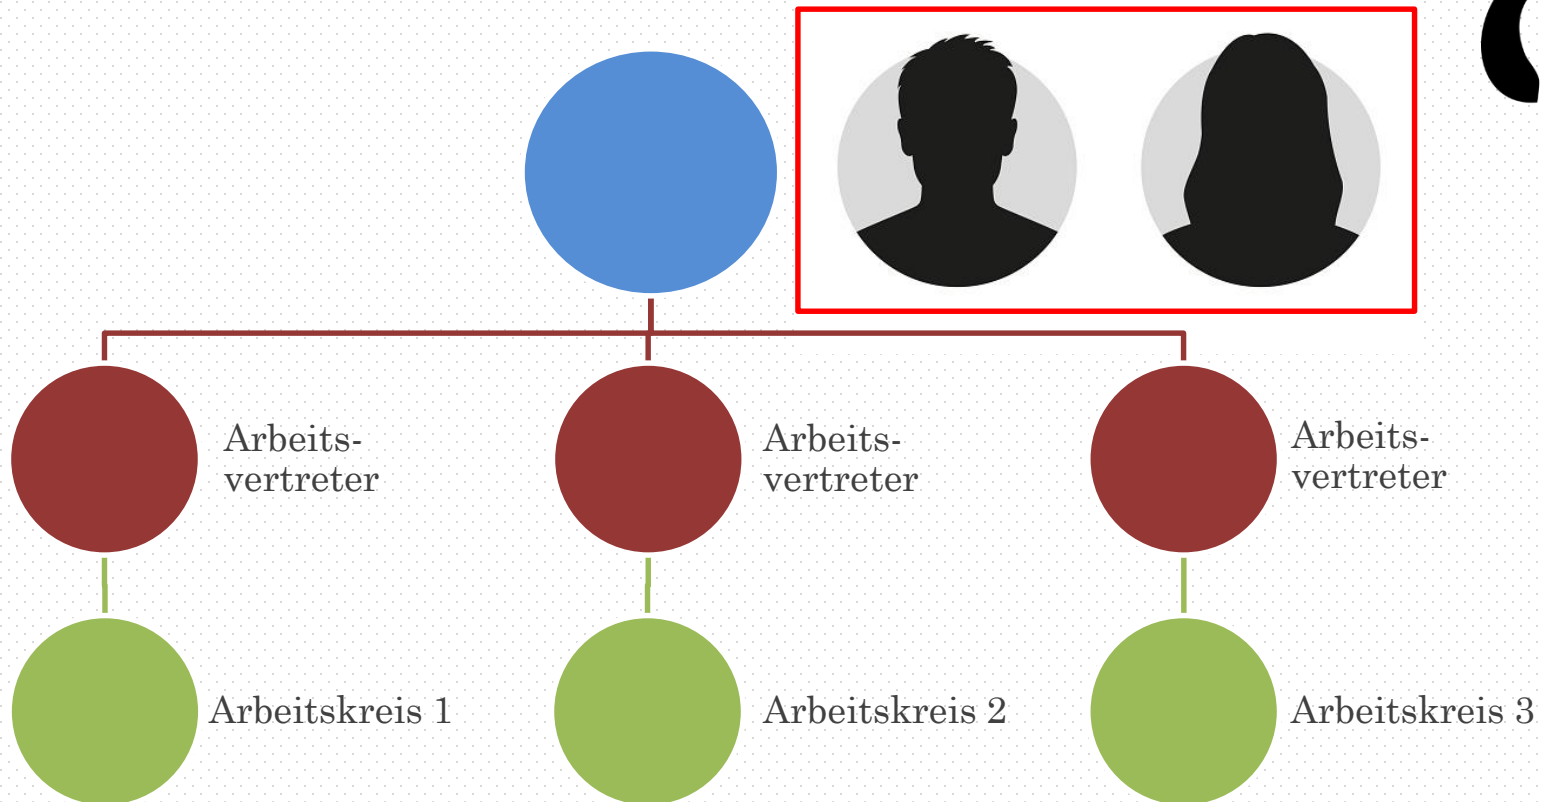 Arbeits-
vertreter
Arbeits-
vertreter
Arbeits-
vertreter
Arbeitskreis 1
Arbeitskreis 2
Arbeitskreis 3